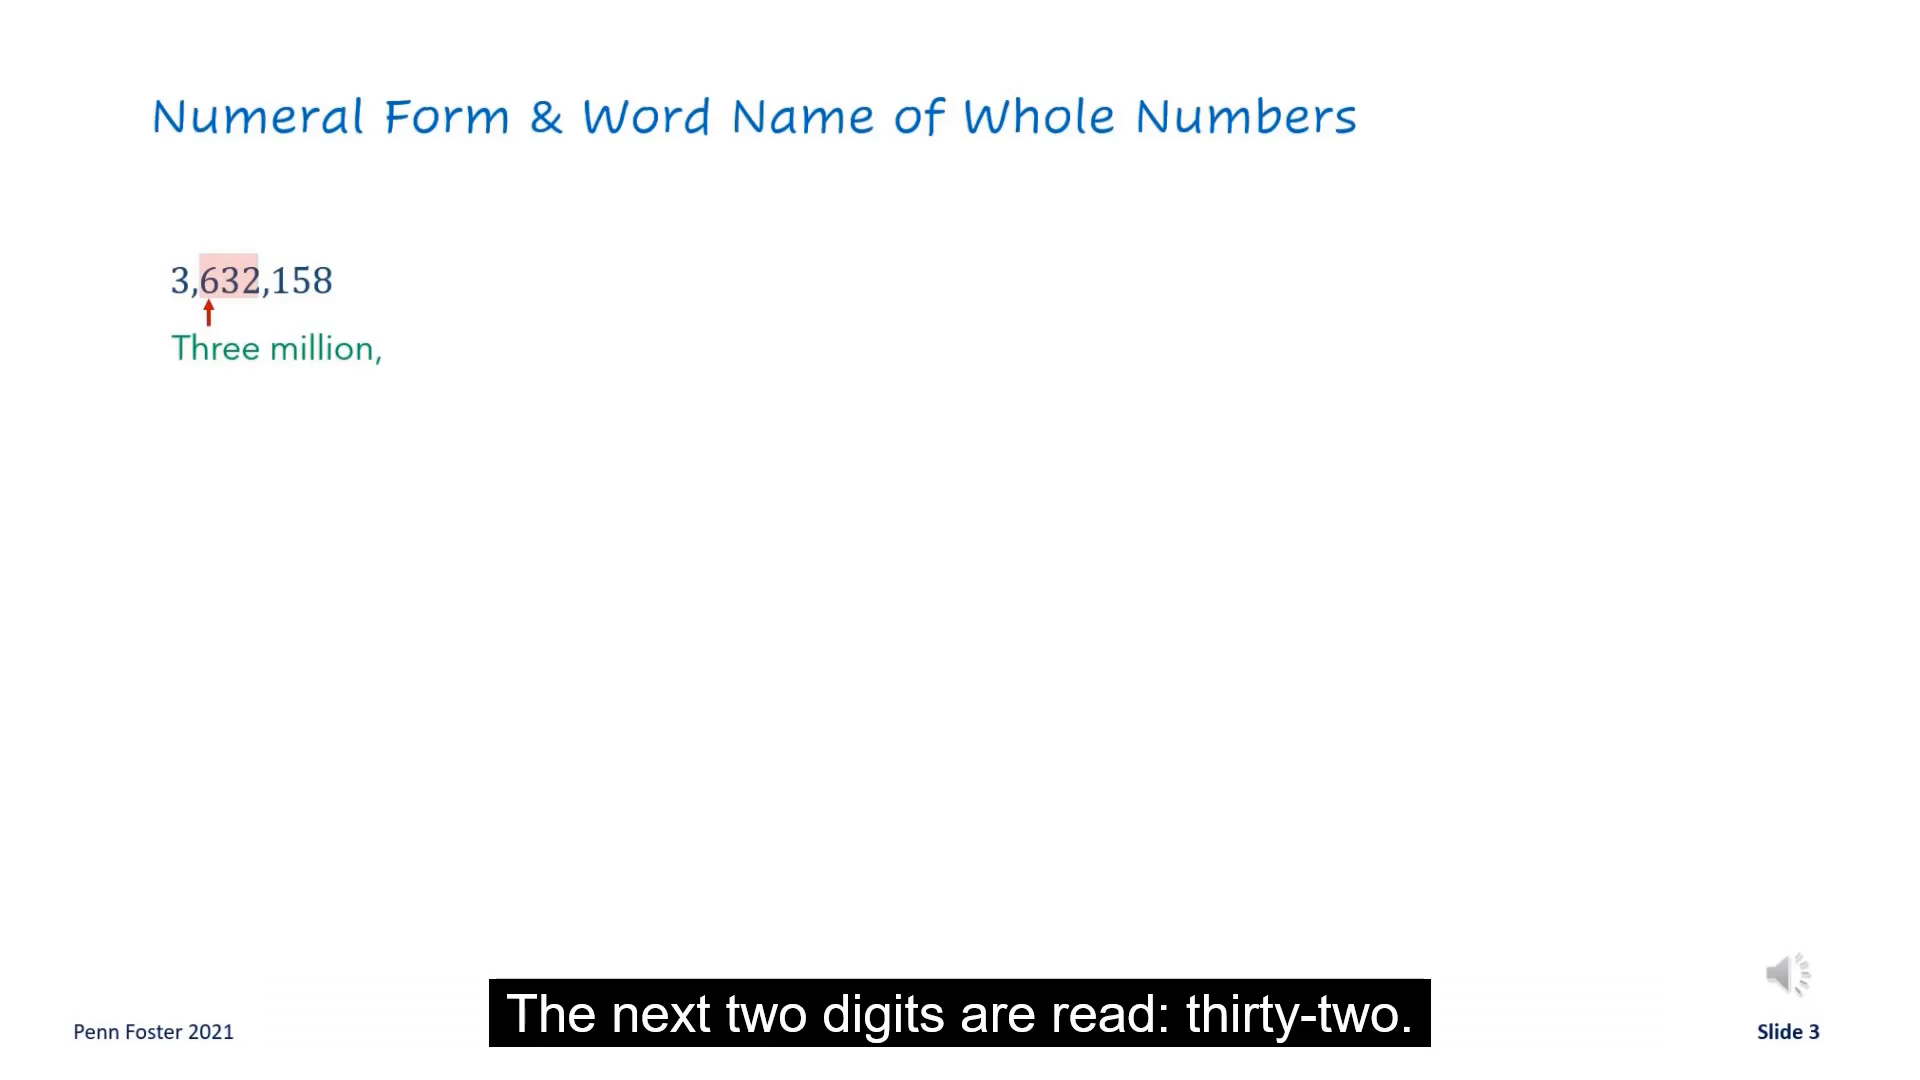 Numeral Form & Word Name of Whole Numbers
3,632,158
Three million,
The next two digits are read: thirty-two.
Penn Foster 2021
Slide 3